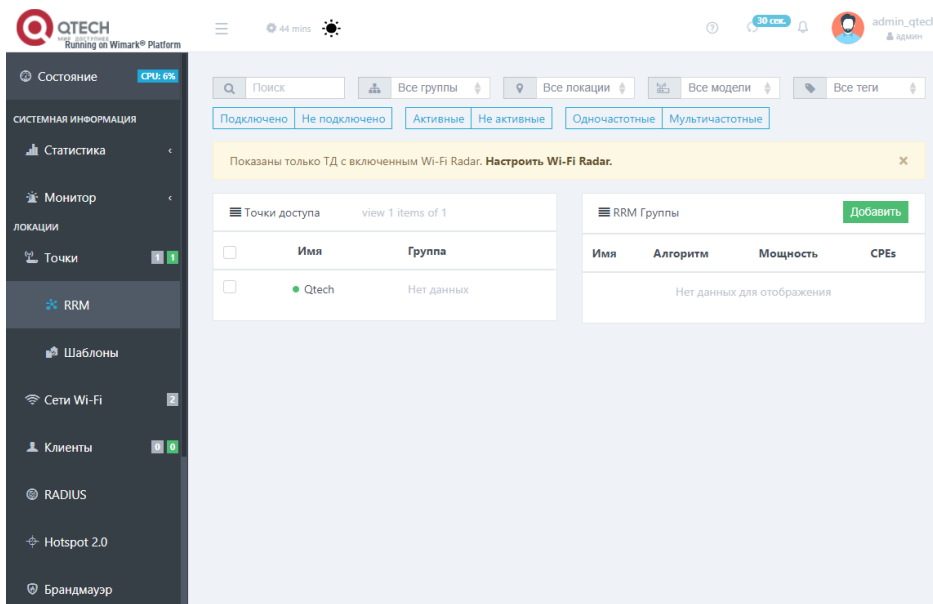 QTECH
МИР ДОСТУПНЕЕ
Running on Wimark® Platform
44 mins
30 сек.
admin_qtech
админ
Состояние CPU: 6%
СИСТЕМНАЯ ИНФОРМАЦИЯ
Статистика
Монитор
ЛОКАЦИИ
Точки 1 1
RRM
Шаблоны
Сети Wi-Fi 2
Клиенты 0 0
RADIUS
Hotspot 2.0
Брандмауэр
Поиск Все группы Все локации Все модели Все теги
Подключено Не подключено Активные Не активные Одночастотные Мультичастотные
Показаны только ТД с включенным Wi-Fi Radar. Настроить Wi-Fi Radar. ×
Точки доступа view 1 items of 1
Имя Группа
Qtech Нет данных
RRM Группы Добавить
Имя Алгоритм Мощность CPEs
Нет данных для отображения